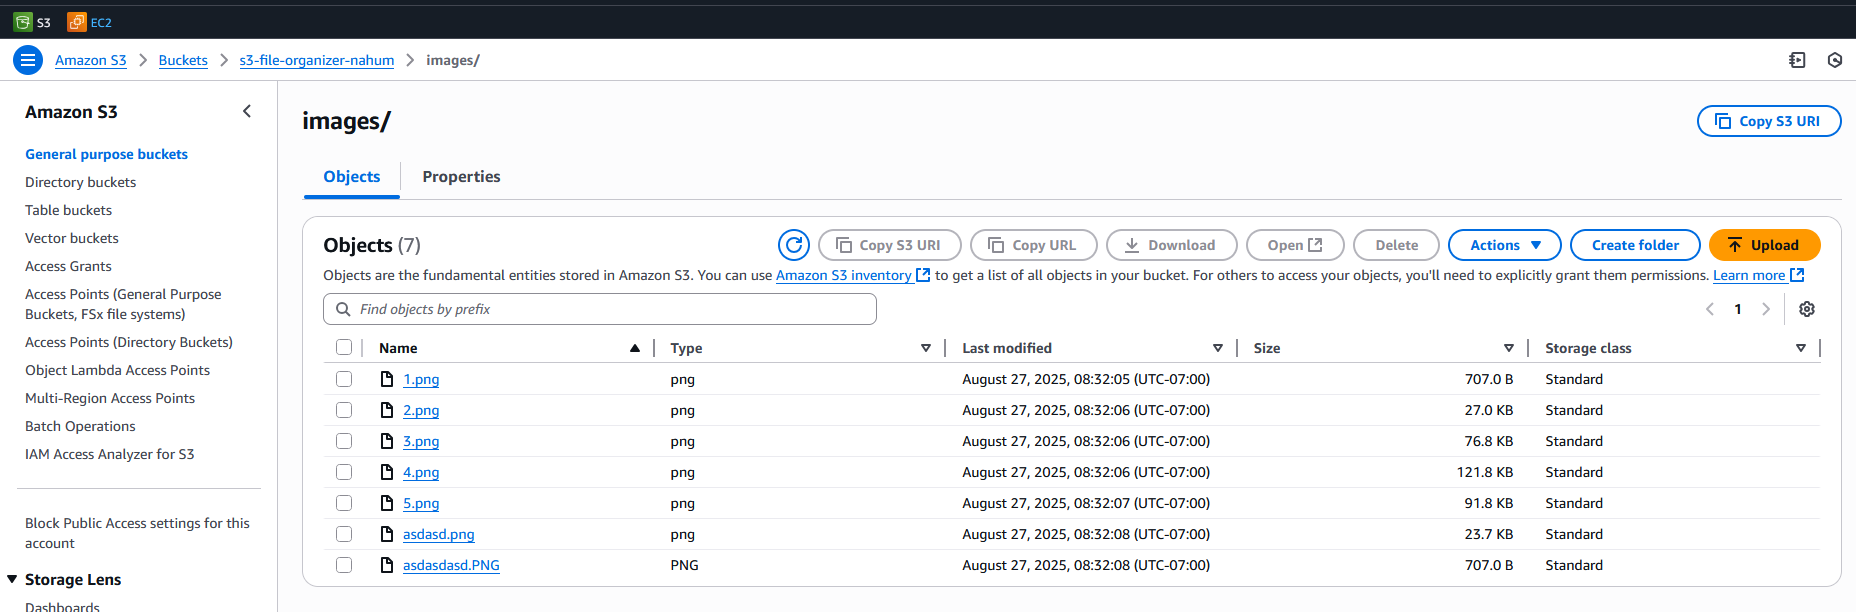 S3 EC2
Amazon S3 > Buckets > s3-file-organizer-nahum > images/
Amazon S3
General purpose buckets
Directory buckets
Table buckets
Vector buckets
Access Grants
Access Points (General Purpose
Buckets, FSx file systems)
Access Points (Directory Buckets)
Object Lambda Access Points
Multi-Region Access Points
Batch Operations
IAM Access Analyzer for S3
Block Public Access settings for this
account
Storage Lens
Dashboards
images/
Copy S3 URI
Objects Properties
Objects (7)
Copy S3 URI Copy URL Download Open Delete Actions Create folder Upload
Objects are the fundamental entities stored in Amazon S3. You can use Amazon S3 inventory to get a list of all objects in your bucket. For others to access your objects, you'll need to explicitly grant them permissions. Learn more
Find objects by prefix
1
Name Type Last modified Size Storage class
1.png png August 27, 2025, 08:32:05 (UTC-07:00) 707.0 B Standard
2.png png August 27, 2025, 08:32:06 (UTC-07:00) 27.0 KB Standard
3.png png August 27, 2025, 08:32:06 (UTC-07:00) 76.8 KB Standard
4.png png August 27, 2025, 08:32:06 (UTC-07:00) 121.8 KB Standard
5.png png August 27, 2025, 08:32:07 (UTC-07:00) 91.8 KB Standard
asdasd.png png August 27, 2025, 08:32:08 (UTC-07:00) 23.7 KB Standard
asdasdasd.PNG PNG August 27, 2025, 08:32:08 (UTC-07:00) 707.0 B Standard